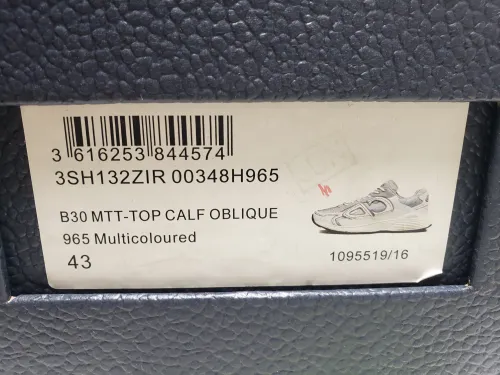 3 616253 844574
3SH132ZIR 00348H965
B30 MTT-TOP CALF OBLIQUE
965 Multicoloured
43
1095519/16